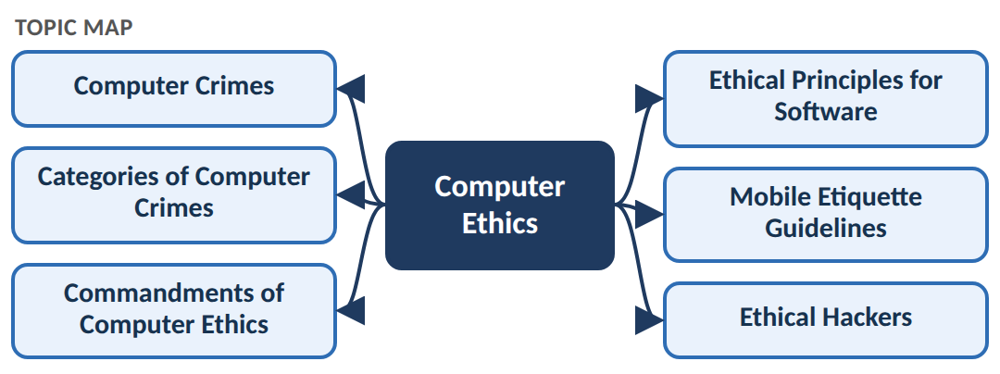 TOPIC MAP
Computer Crimes
Categories of Computer
Crimes
Commandments of
Computer Ethics
Computer
Ethics
Ethical Principles for
Software
Mobile Etiquette
Guidelines
Ethical Hackers